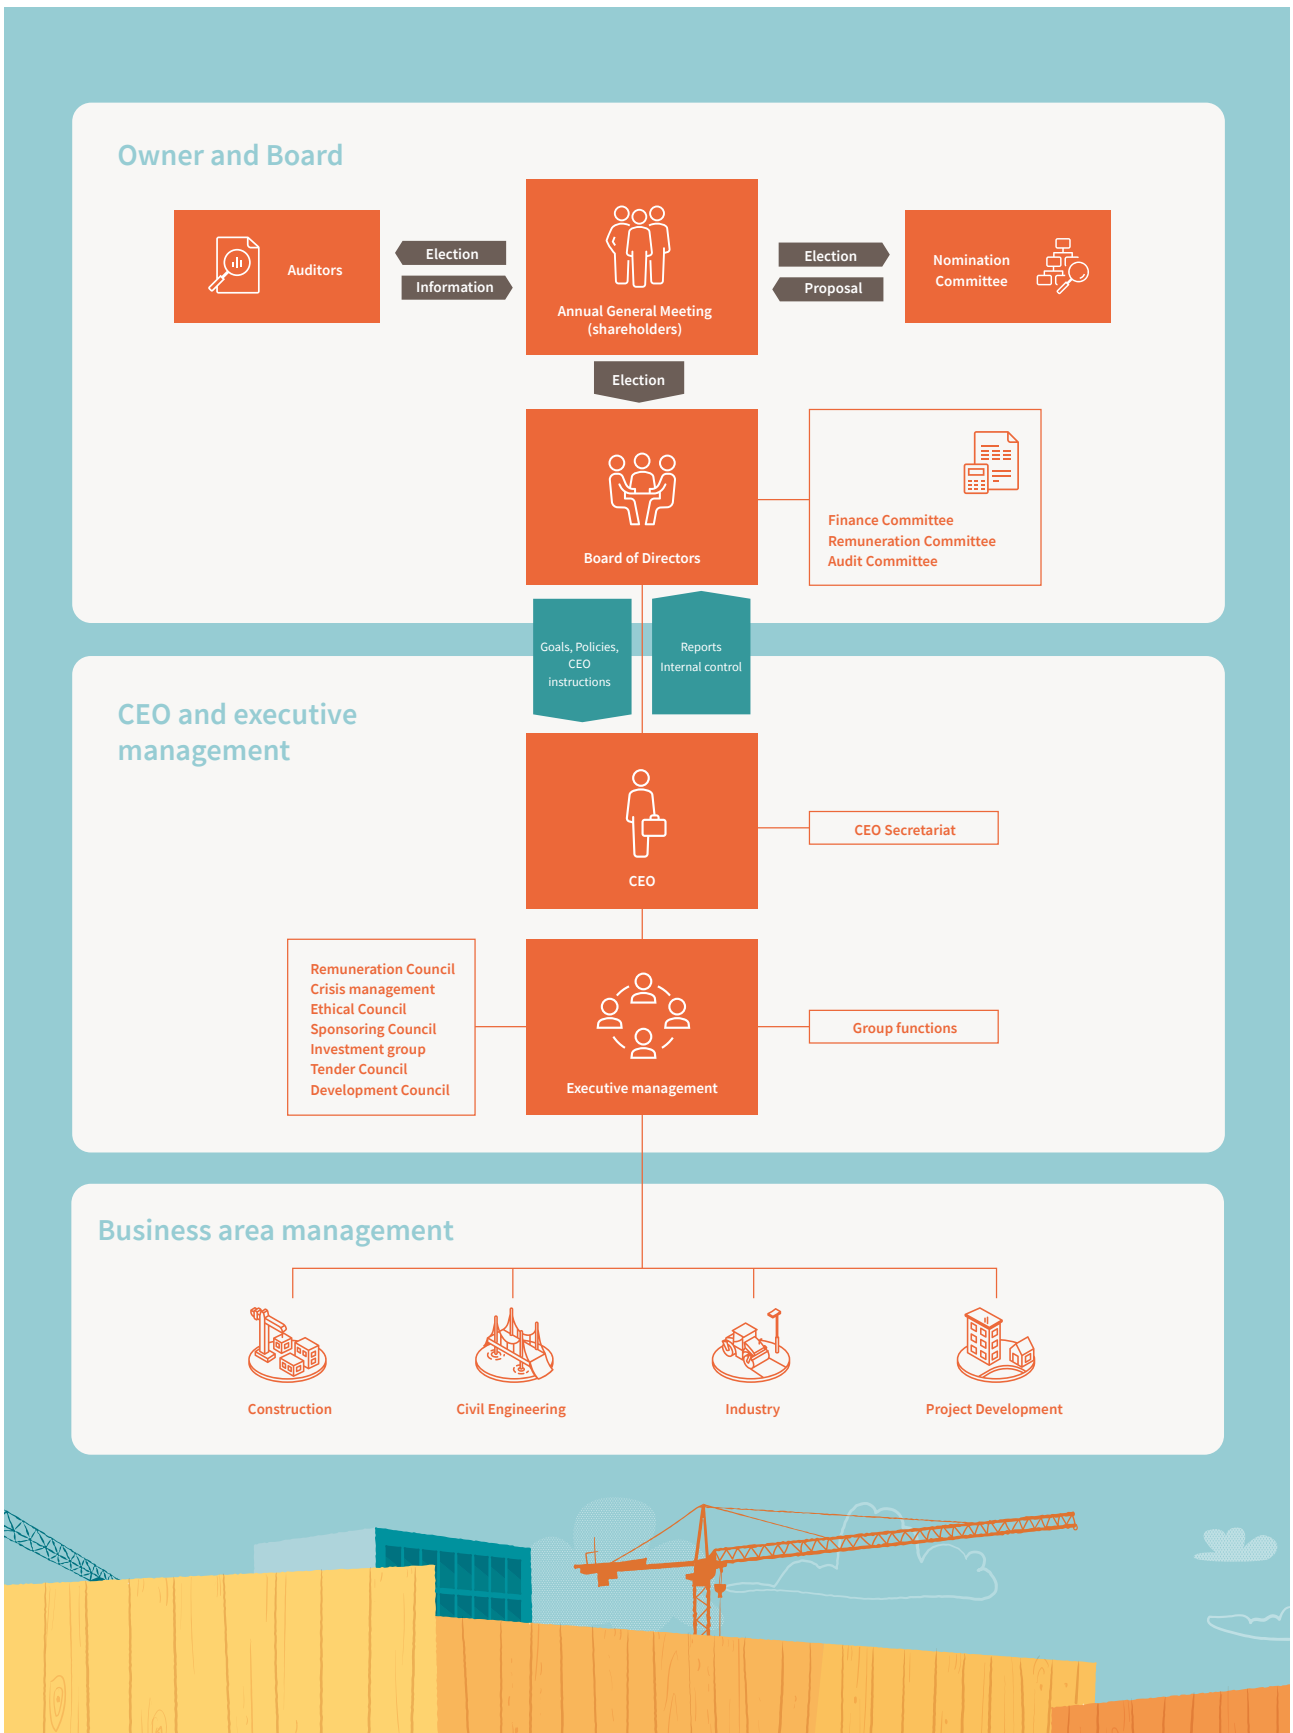 Owner and Board
Auditors
Election
Information
Annual General Meeting
(shareholders)
Election
Proposal
Nomination
Committee
Election
Board of Directors
Finance Committee
Remuneration Committee
Audit Committee
Goals, Policies,
CEO
instructions
Reports
Internal control
CEO and executive
management
CEO
CEO Secretariat
Remuneration Council
Crisis management
Ethical Council
Sponsoring Council
Investment group
Tender Council
Development Council
Executive management
Group functions
Business area management
Construction
Civil Engineering
Industry
Project Development